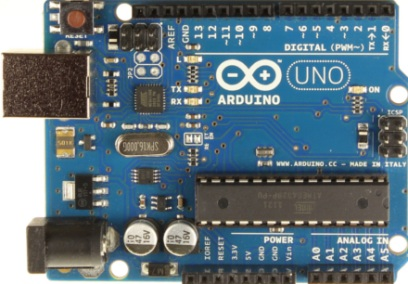 AREF
GND
13
12
~11
~10
~9
8
7
~6
~5
4
~3
2
TX→1
RX←0
DIGITAL (PWM~)
TX
RX
ARDUINO
UNO
ON
ICSP
SPK16.000G
WWW.ARDUINO.CC - MADE IN ITALY
47
16V
47
16V
IOREF
RESET
3.3V
5V
GND
GND
Vin
POWER
ANALOG IN
A0
A1
A2
A3
A4
A5